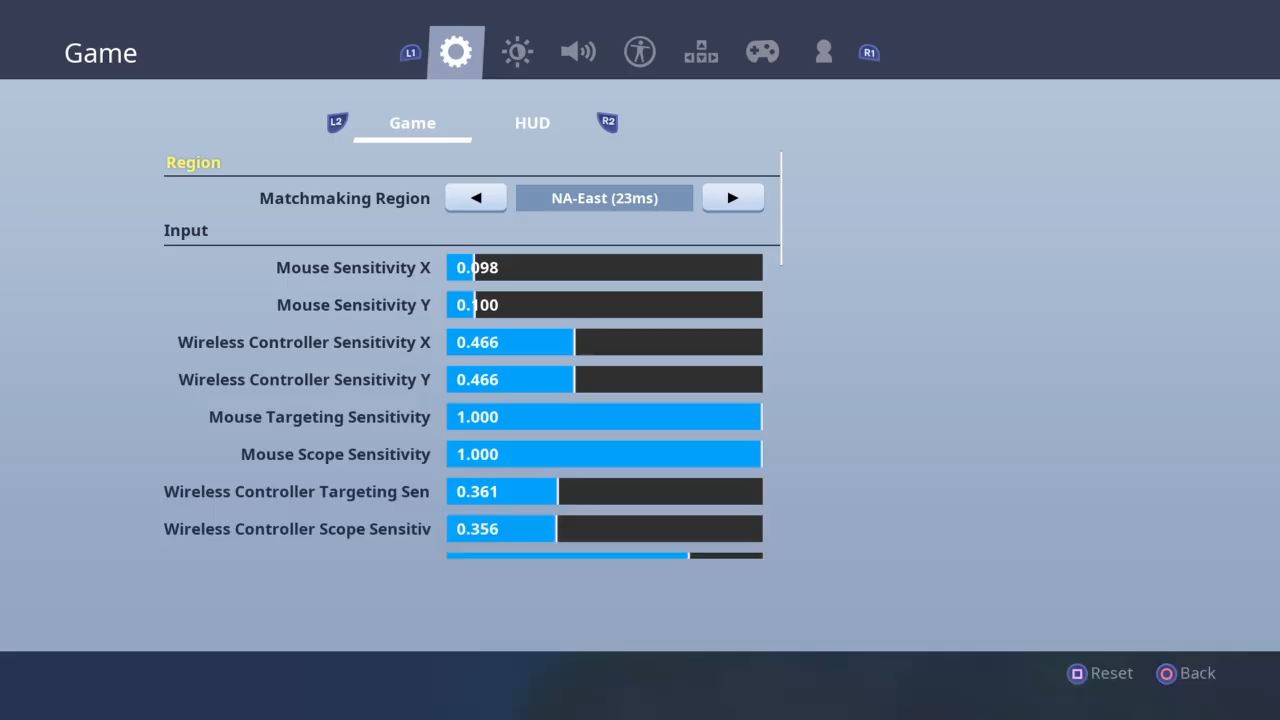 Game
L1
R1
L2
Game
HUD
R2
Region
Matchmaking Region
NA-East (23ms)
Input
Mouse Sensitivity X
0.098
Mouse Sensitivity Y
0.100
Wireless Controller Sensitivity X
0.466
Wireless Controller Sensitivity Y
0.466
Mouse Targeting Sensitivity
1.000
Mouse Scope Sensitivity
1.000
Wireless Controller Targeting Sen
0.361
Wireless Controller Scope Sensitiv
0.356
Reset
Back